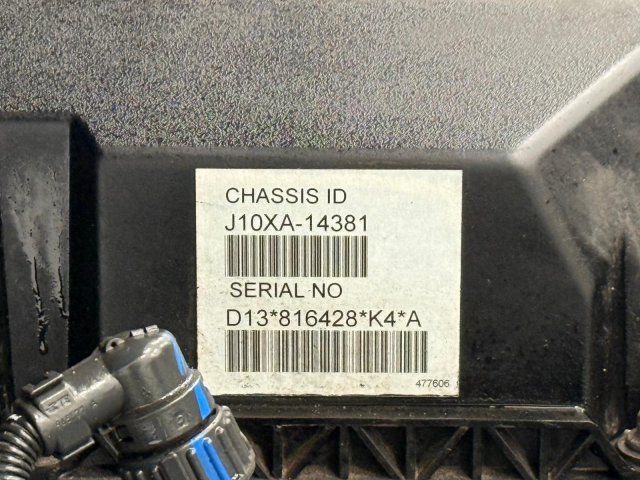 CHASSIS ID
J10XA-14381
SERIAL NO
D13*816428*K4*A
477606